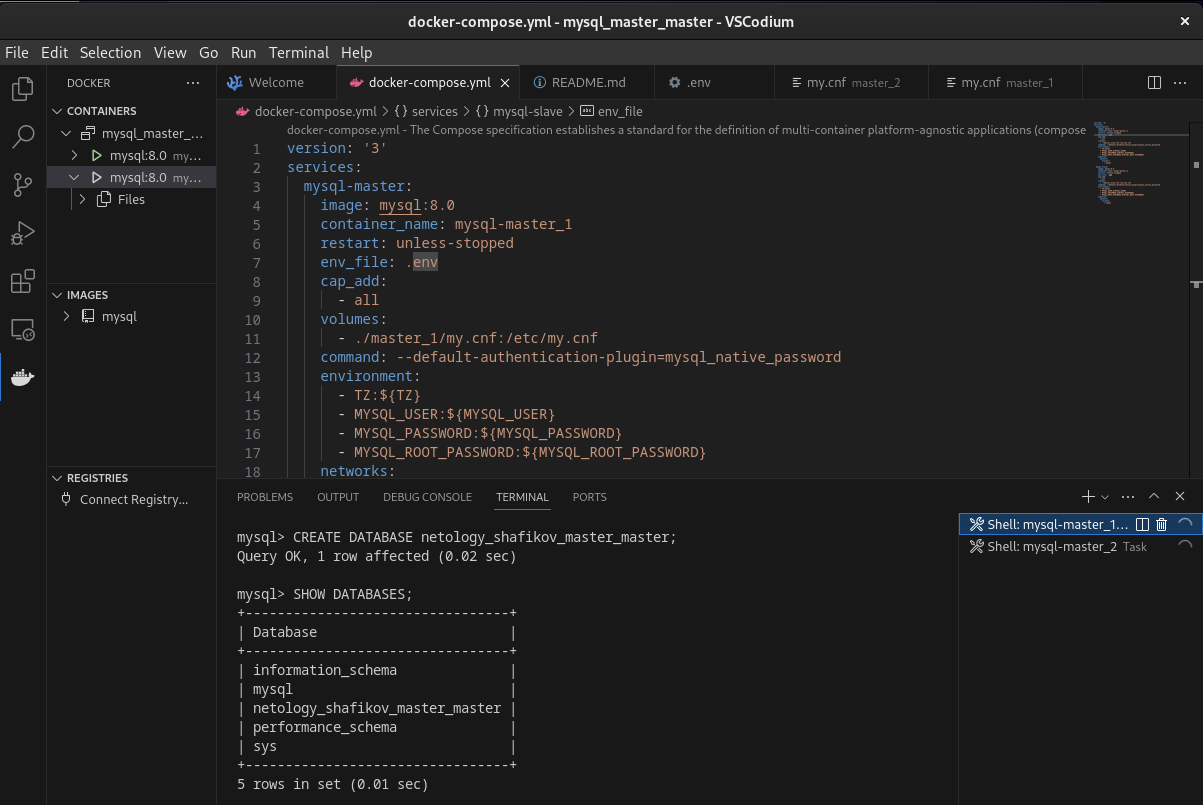 docker-compose.yml - mysql_master_master - VSCodium
File Edit Selection View Go Run Terminal Help
DOCKER ···
Welcome docker-compose.yml README.md .env my.cnf master_2 my.cnf master_1 ···
docker-compose.yml > {} services > {} mysql-slave > abc env_file
CONTAINERS
mysql_master_...
mysql:8.0 my...
mysql:8.0 my...
Files
IMAGES
mysql
REGISTRIES
Connect Registry...
docker-compose.yml - The Compose specification establishes a standard for the definition of multi-container platform-agnostic applications (compose
1 version: '3'
2 services:
3 mysql-master:
4 image: mysql:8.0
5 container_name: mysql-master_1
6 restart: unless-stopped
7 env_file: .env
8 cap_add:
9 - all
10 volumes:
11 - ./master_1/my.cnf:/etc/my.cnf
12 command: --default-authentication-plugin=mysql_native_password
13 environment:
14 - TZ:${TZ}
15 - MYSQL_USER:${MYSQL_USER}
16 - MYSQL_PASSWORD:${MYSQL_PASSWORD}
17 - MYSQL_ROOT_PASSWORD:${MYSQL_ROOT_PASSWORD}
18 networks:
PROBLEMS OUTPUT DEBUG CONSOLE TERMINAL PORTS ···
mysql> CREATE DATABASE netology_shafikov_master_master;
Query OK, 1 row affected (0.02 sec)
mysql> SHOW DATABASES;
+---------------------------------+
| Database |
+---------------------------------+
| information_schema |
| mysql |
| netology_shafikov_master_master |
| performance_schema |
| sys |
+---------------------------------+
5 rows in set (0.01 sec)
Shell: mysql-master_1...
Shell: mysql-master_2 Task